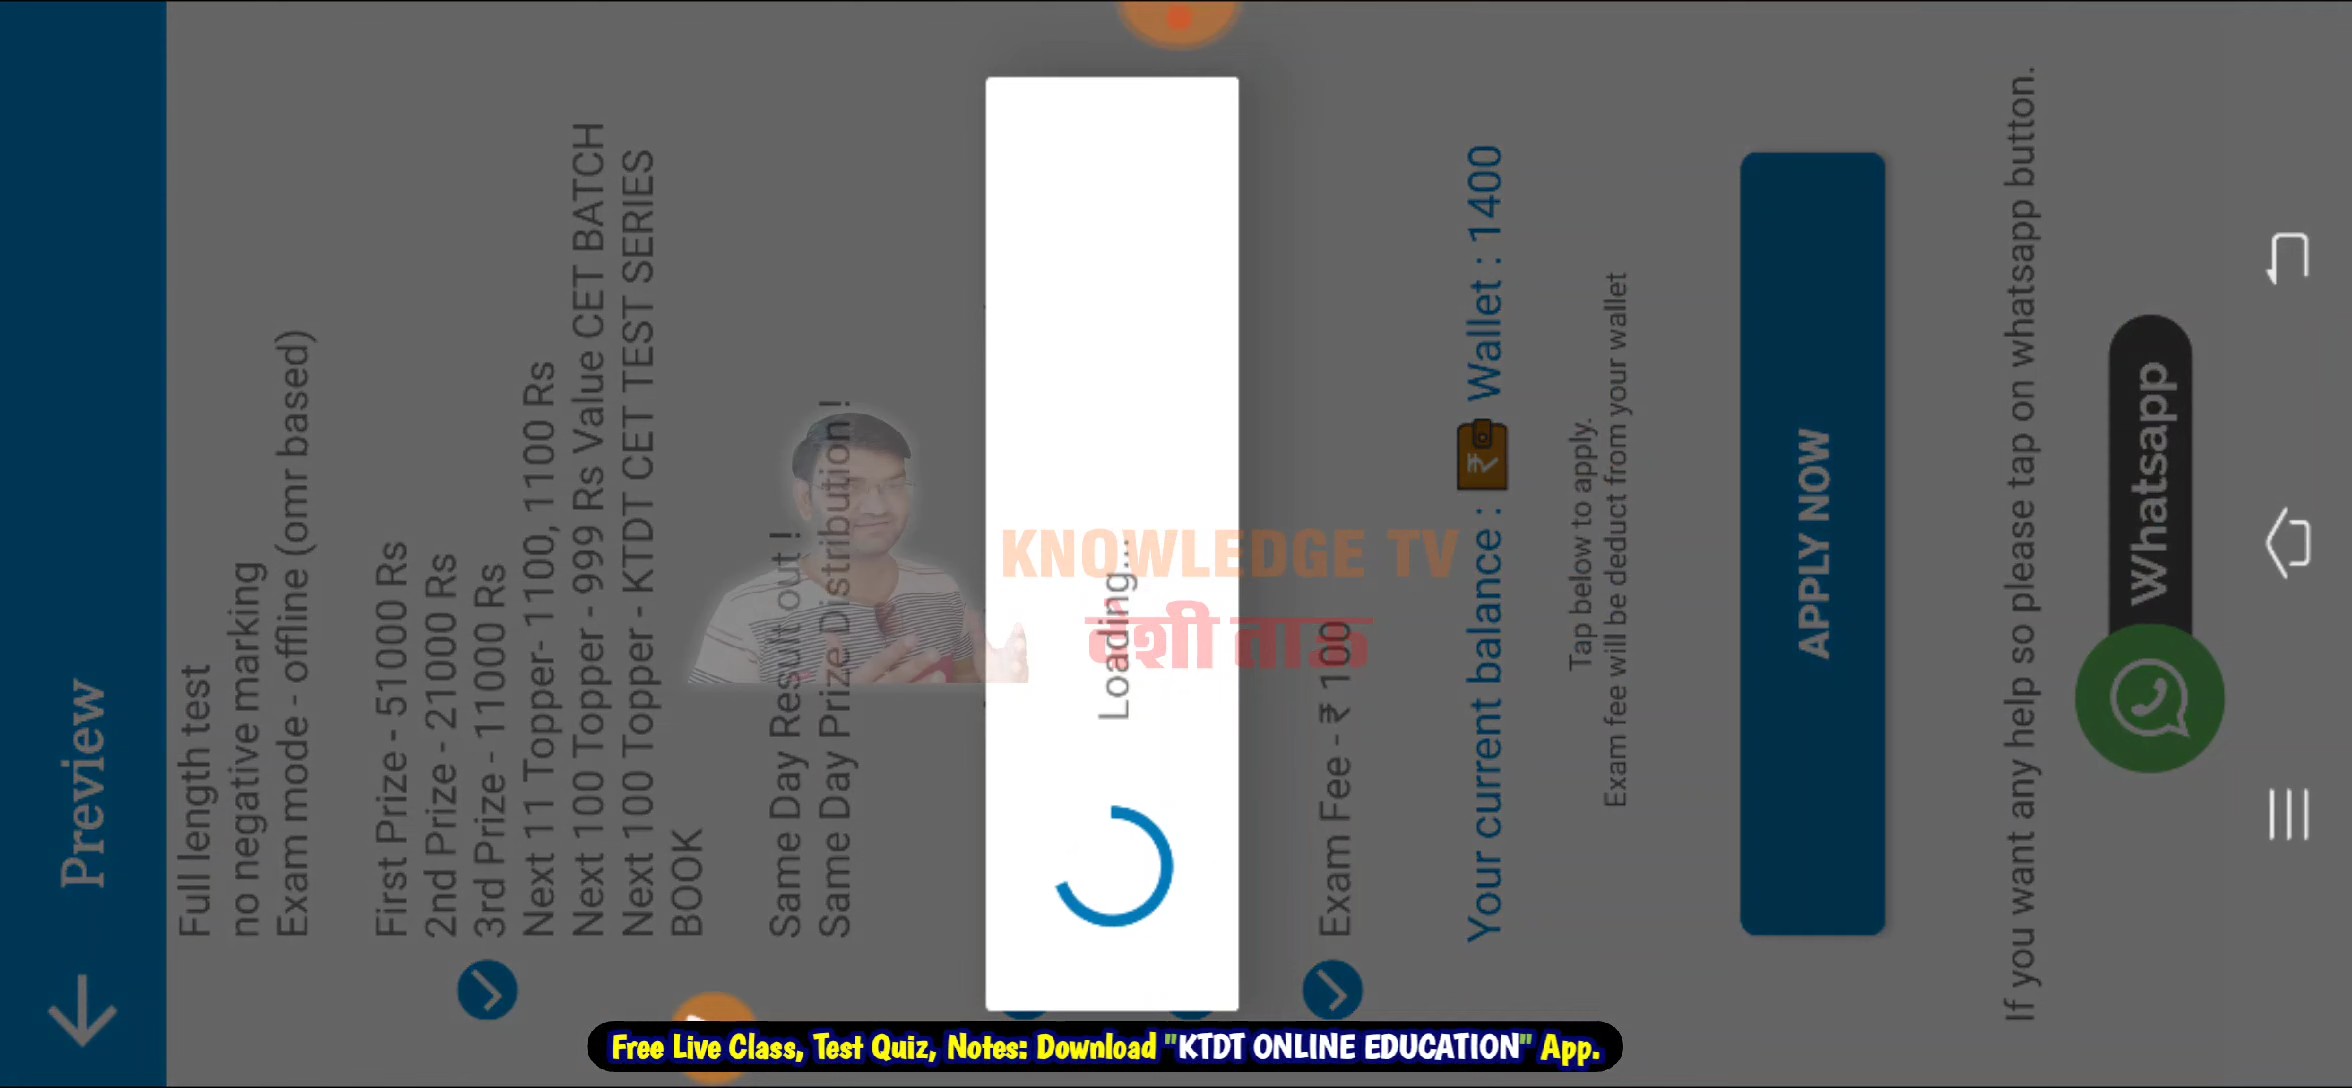 Preview
Full length test
no negative marking
Exam mode - offline (omr based)
First Prize - 51000 Rs
2nd Prize - 21000 Rs
3rd Prize - 11000 Rs
Next 11 Topper- 1100, 1100 Rs
Next 100 Topper - 999 Rs Value CET BATCH
Next 100 Topper - KTDT CET TEST SERIES
BOOK
Same Day Result out !
Same Day Prize Distribution !
Loading...
KNOWLEDGE TV
देशी ताऊ
Exam Fee - ₹ 100
Your current balance : Wallet : 1400
Tap below to apply.
Exam fee will be deduct from your wallet
APPLY NOW
If you want any help so please tap on whatsapp button.
Whatsapp
Free Live Class, Test Quiz, Notes: Download "KTDT ONLINE EDUCATION" App.